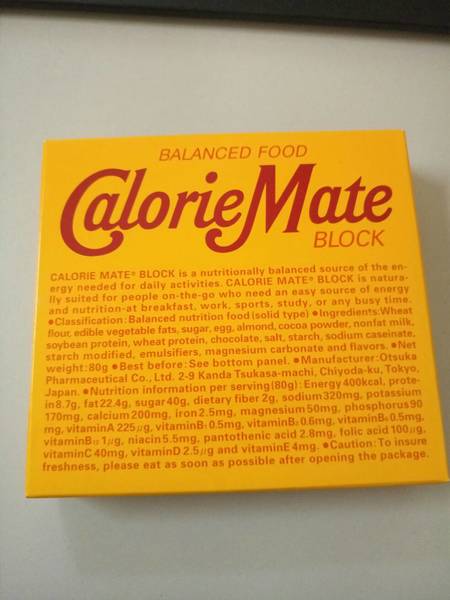 BALANCED FOOD
CalorieMate
BLOCK
CALORIE MATE® BLOCK is a nutritionally balanced source of the en-
ergy needed for daily activities. CALORIE MATE® BLOCK is natura-
lly suited for people on-the-go who need an easy source of energy
and nutrition-at breakfast, work, sports, study, or any busy time.
●Classification: Balanced nutrition food (solid type) ●Ingredients: Wheat
flour, edible vegetable fats, sugar, egg, almond, cocoa powder, nonfat milk,
soybean protein, wheat protein, chocolate, salt, starch, sodium caseinate,
starch modified, emulsifiers, magnesium carbonate and flavors. ●Net
weight: 80g ●Best before: See bottom panel. ●Manufacturer: Otsuka
Pharmaceutical Co., Ltd. 2-9 Kanda Tsukasa-machi, Chiyoda-ku, Tokyo,
Japan. ●Nutrition information per serving (80g): Energy 400kcal, prote-
in 8.7g, fat 22.4g, sugar 40g, dietary fiber 2g, sodium 320mg, potassium
170mg, calcium 200mg, iron 2.5mg, magnesium 50mg, phosphorus 90
mg, vitamin A 225μg, vitamin B₁ 0.5mg, vitamin B₂ 0.6mg, vitamin B₆ 0.5mg,
vitamin B₁₂ 1μg, niacin 5.5mg, pantothenic acid 2.8mg, folic acid 100μg,
vitamin C 40mg, vitamin D 2.5μg and vitamin E 4mg. ●Caution: To insure
freshness, please eat as soon as possible after opening the package.